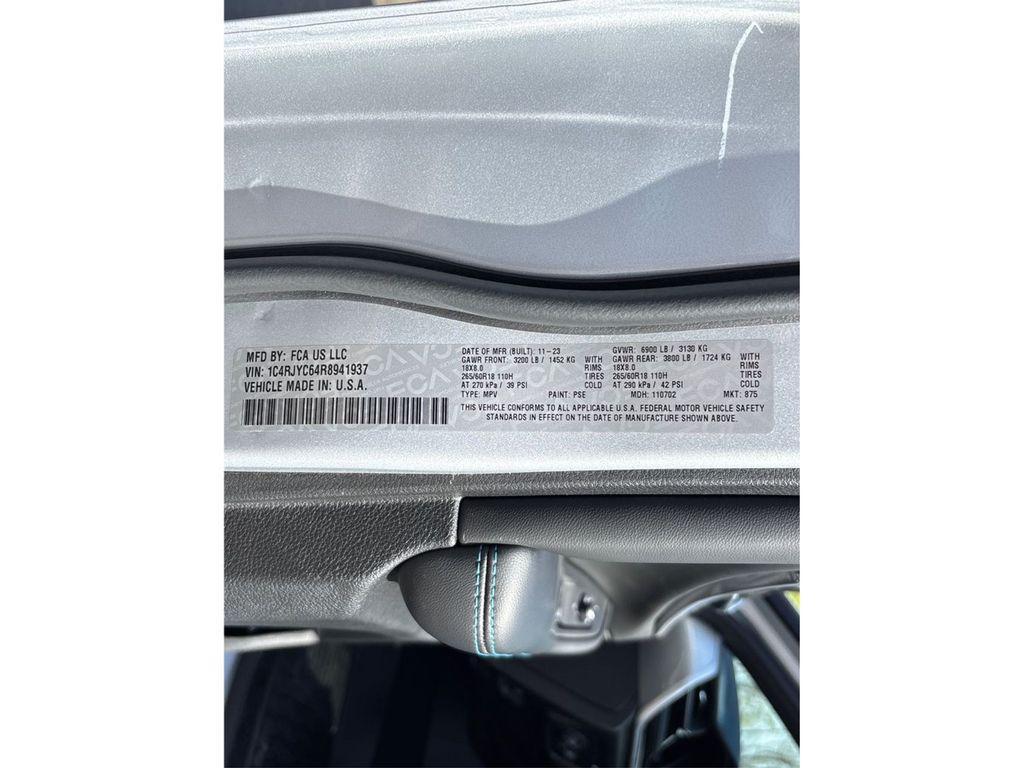 MFD BY: FCA US LLC
VIN: 1C4RJYC64R8941937
VEHICLE MADE IN U.S.A.
DATE OF MFR (BUILT): 11-23
GAWR FRONT: 3200 LB / 1452 KG WITH
18X8.0 RIMS
265/60R18 110H TIRES
AT 270 kPa / 39 PSI COLD
TYPE: MPV PAINT: PSE
GVWR: 6900 LB / 3130 KG
GAWR REAR: 3800 LB / 1724 KG WITH
18X8.0 RIMS
265/60R18 110H TIRES
AT 290 kPa / 42 PSI COLD
MDH: 110702 MKT: 875
THIS VEHICLE CONFORMS TO ALL APPLICABLE U.S.A. FEDERAL MOTOR VEHICLE SAFETY
STANDARDS IN EFFECT ON THE DATE OF MANUFACTURE SHOWN ABOVE.